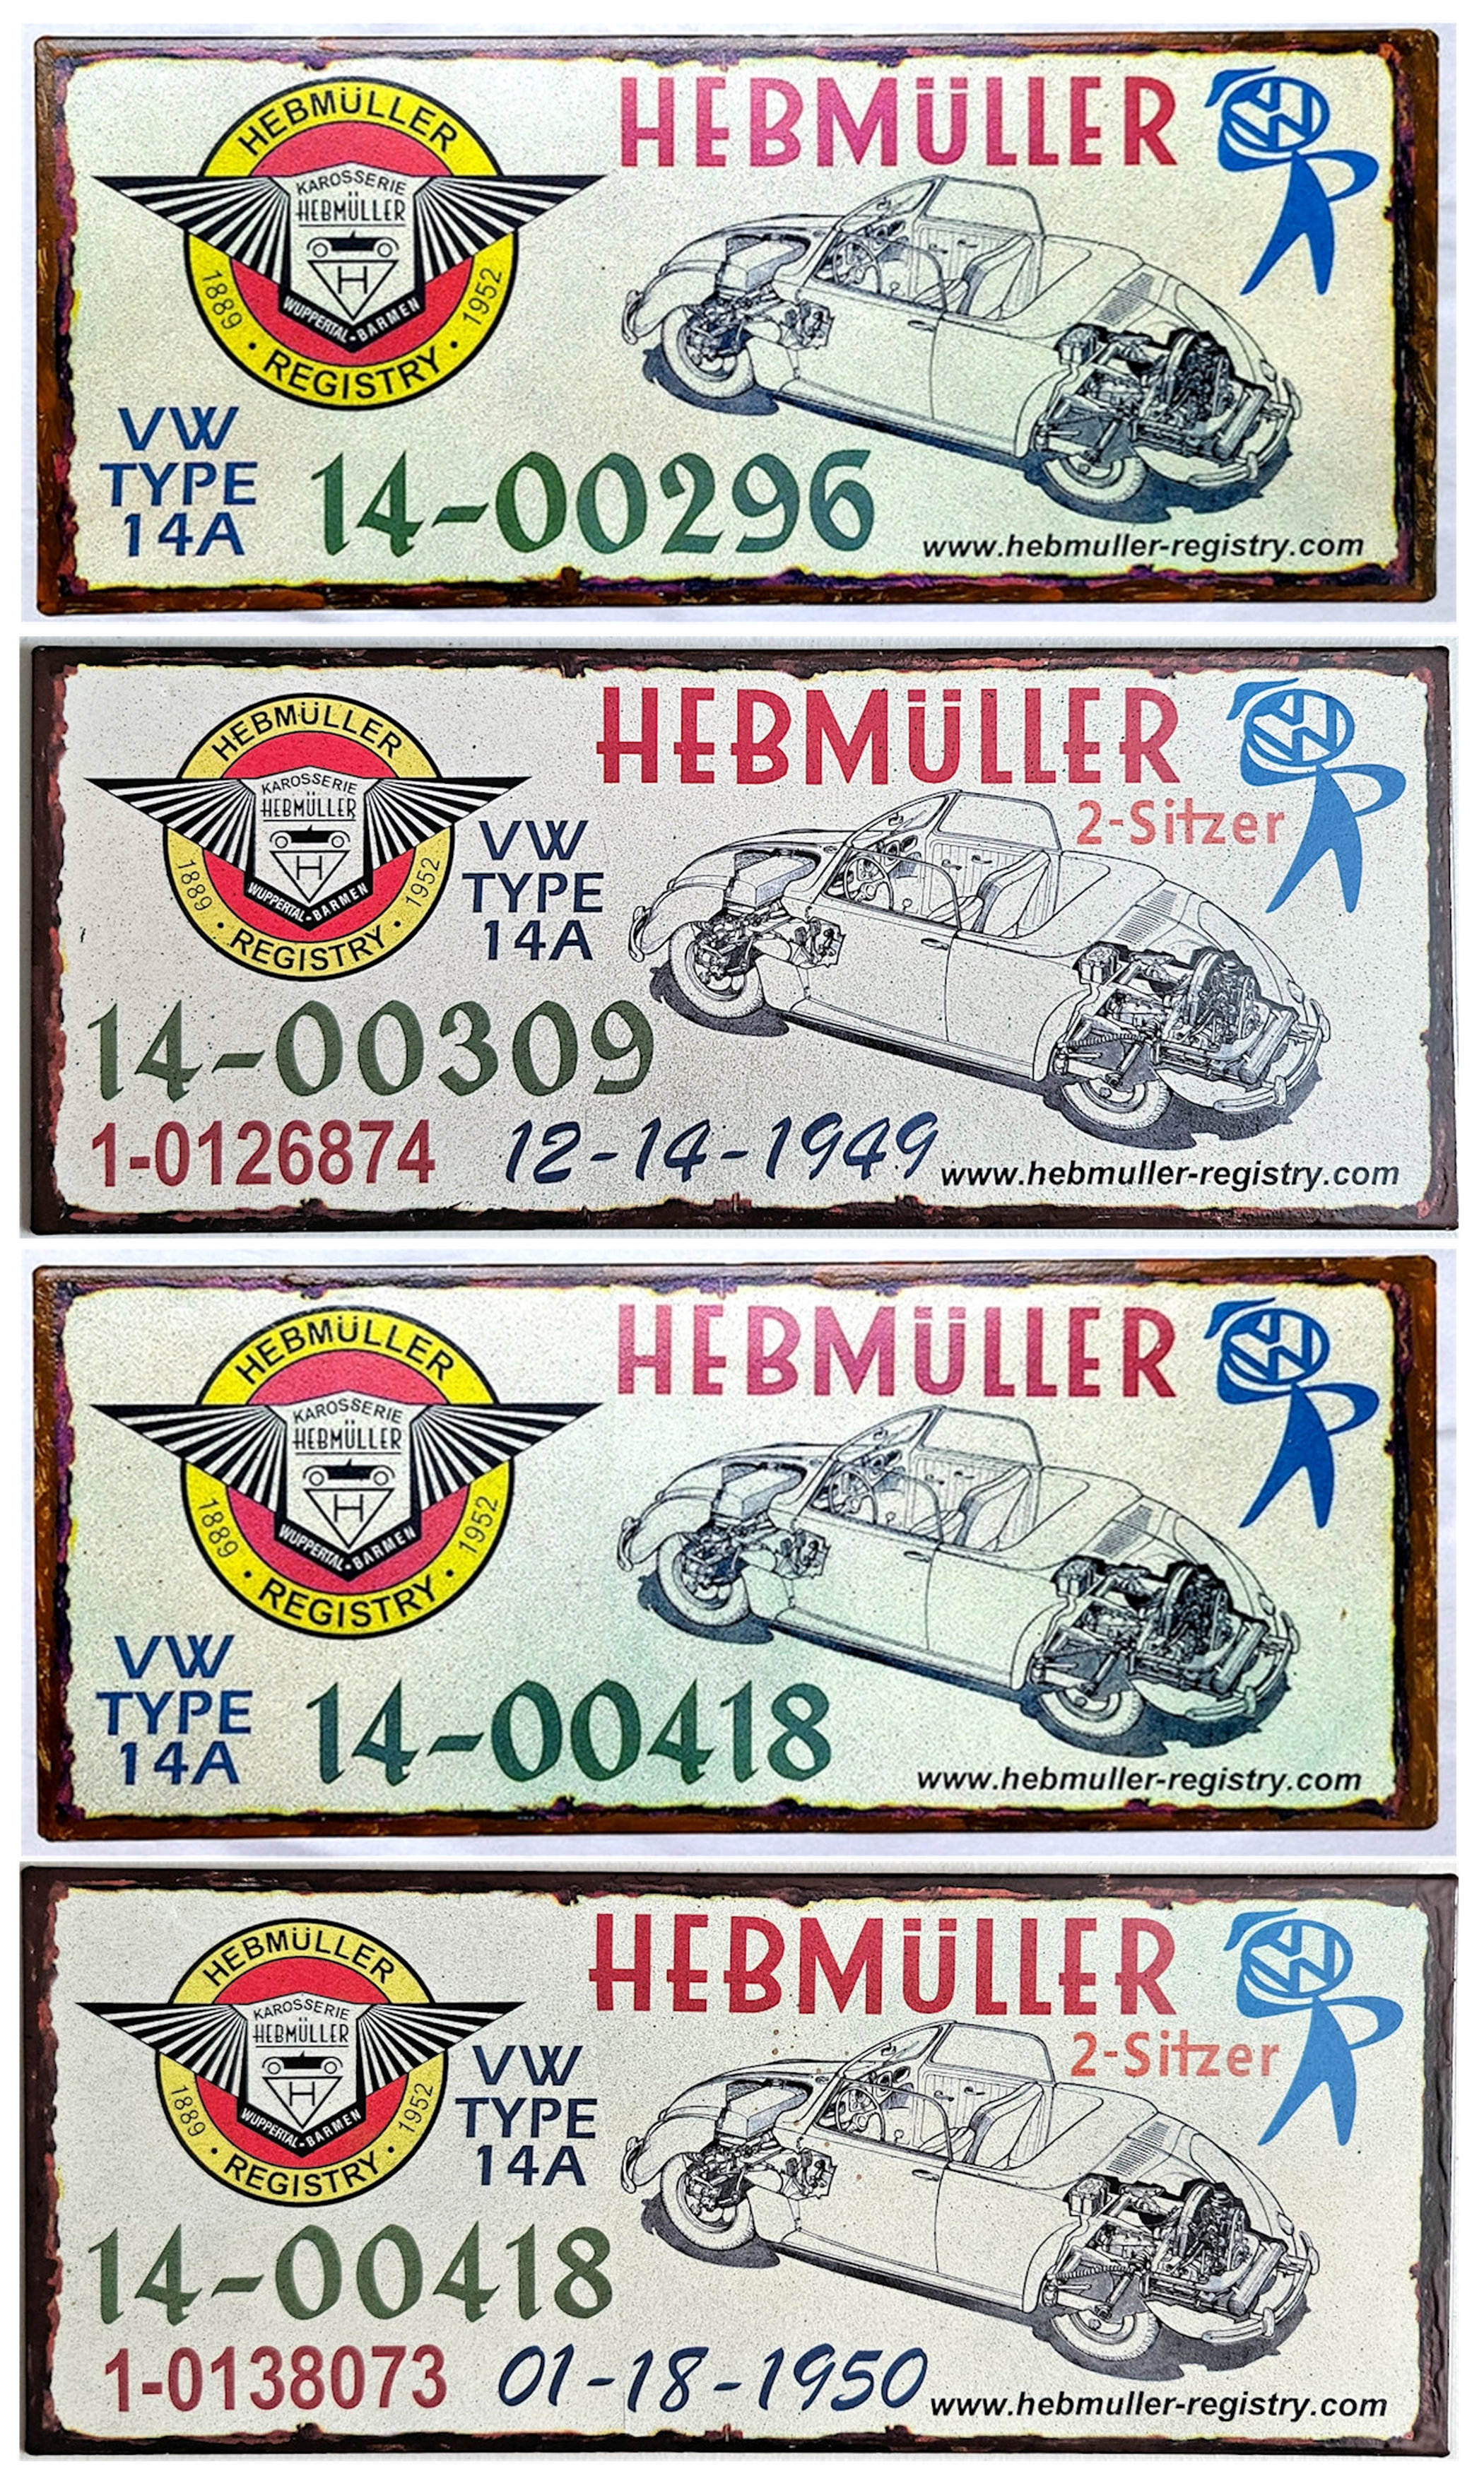 HEBMÜLLER
KAROSSERIE
HEBMÜLLER
H
WUPPERTAL-BARMEN
1889 · REGISTRY · 1952
HEBMÜLLER
VW
TYPE
14A
14-00296
www.hebmuller-registry.com
HEBMÜLLER
KAROSSERIE
HEBMÜLLER
H
WUPPERTAL-BARMEN
1889 · REGISTRY · 1952
HEBMÜLLER
2-Sitzer
VW
TYPE
14A
14-00309
1-0126874 12-14-1949
www.hebmuller-registry.com
HEBMÜLLER
KAROSSERIE
HEBMÜLLER
H
WUPPERTAL-BARMEN
1889 · REGISTRY · 1952
HEBMÜLLER
VW
TYPE
14A
14-00418
www.hebmuller-registry.com
HEBMÜLLER
KAROSSERIE
HEBMÜLLER
H
WUPPERTAL-BARMEN
1889 · REGISTRY · 1952
HEBMÜLLER
2-Sitzer
VW
TYPE
14A
14-00418
1-0138073 01-18-1950
www.hebmuller-registry.com